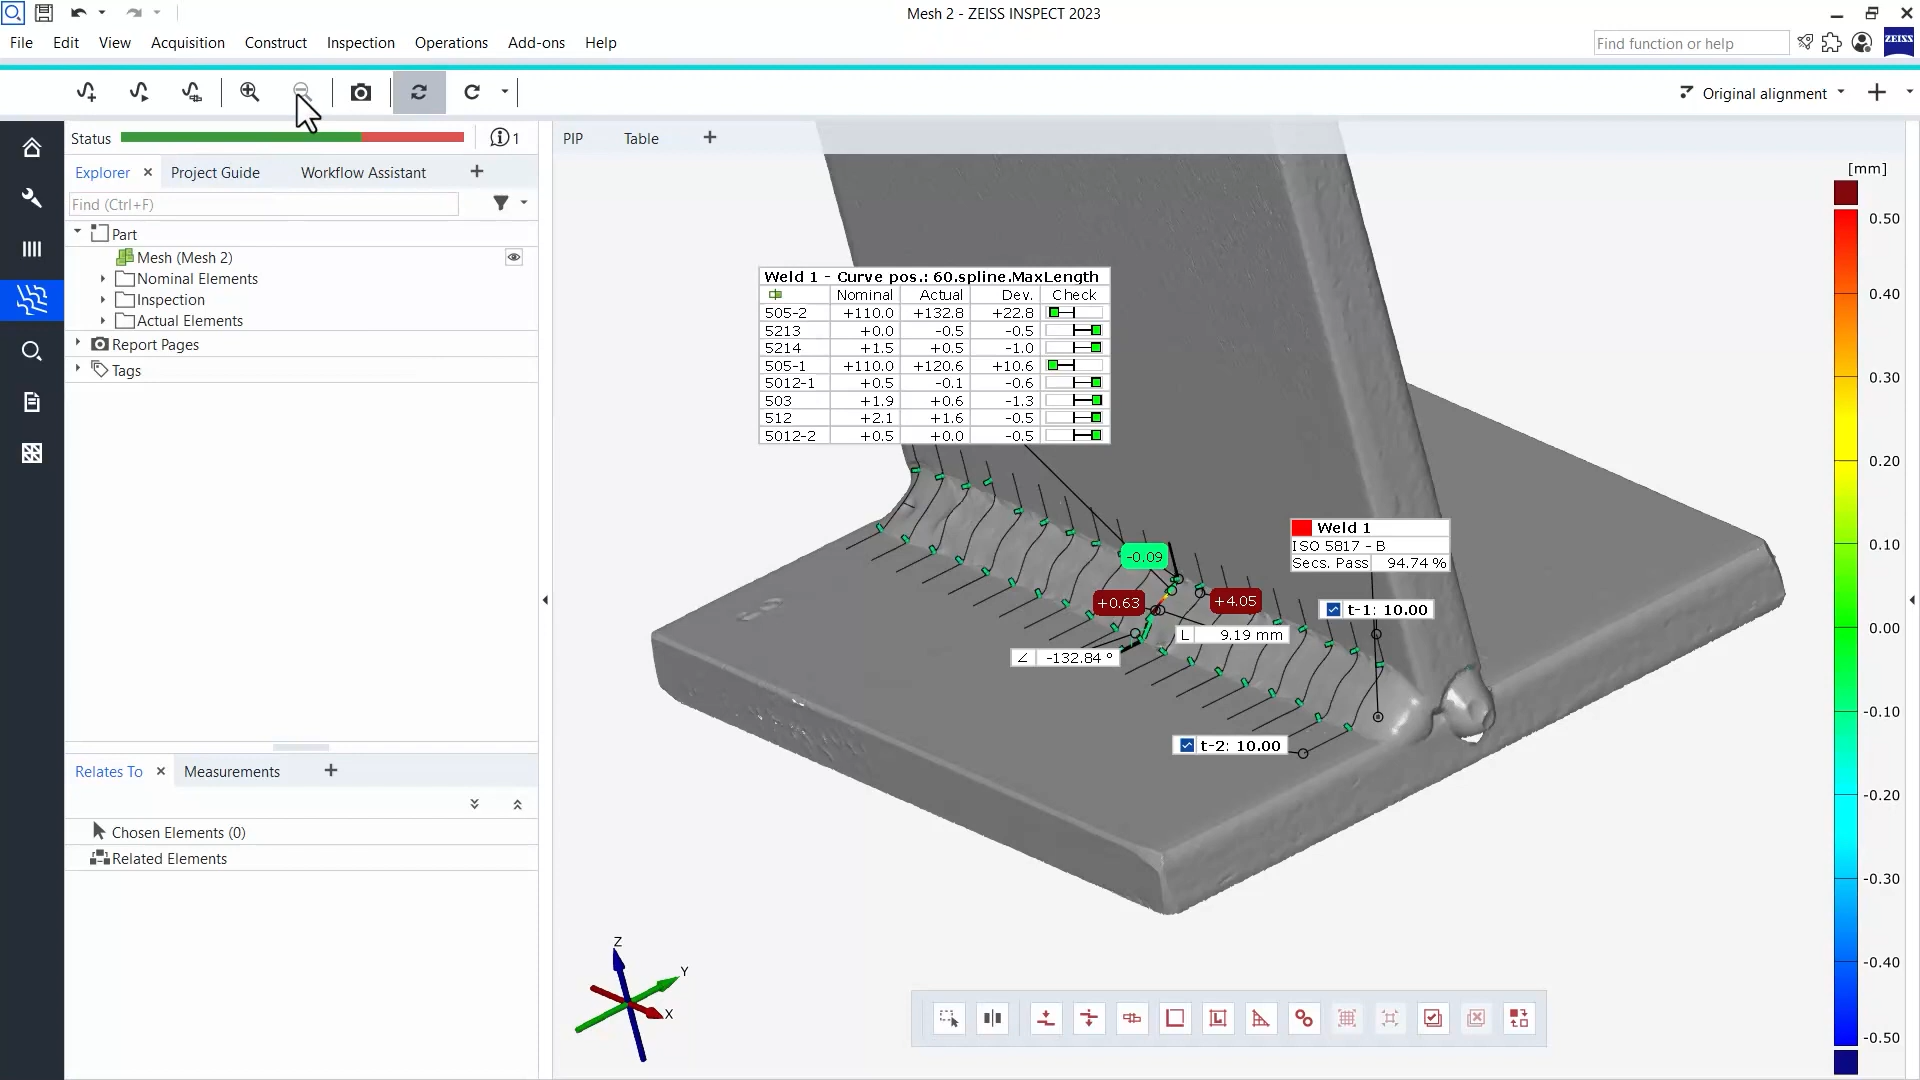 Mesh 2 - ZEISS INSPECT 2023
File Edit View Acquisition Construct Inspection Operations Add-ons Help
Find function or help
ZEISS
Original alignment
Status
1
PIP Table
Explorer Project Guide Workflow Assistant
Find (Ctrl+F)
Part
Mesh (Mesh 2)
Nominal Elements
Inspection
Actual Elements
Report Pages
Tags
Relates To Measurements
Chosen Elements (0)
Related Elements
Weld 1 - Curve pos.: 60.spline.MaxLength
Nominal Actual Dev. Check
505-2 +110.0 +132.8 +22.8
5213 +0.0 -0.5 -0.5
5214 +1.5 +0.5 -1.0
505-1 +110.0 +120.6 +10.6
5012-1 +0.5 -0.1 -0.6
503 +1.9 +0.6 -1.3
512 +2.1 +1.6 -0.5
5012-2 +0.5 +0.0 -0.5
Weld 1
ISO 5817 - B
Secs. Pass 94.74 %
-0.09
+0.63
+4.05
t-1: 10.00
L 9.19 mm
∠ -132.84 °
t-2: 10.00
Z
Y
X
[mm]
0.50
0.40
0.30
0.20
0.10
0.00
-0.10
-0.20
-0.30
-0.40
-0.50